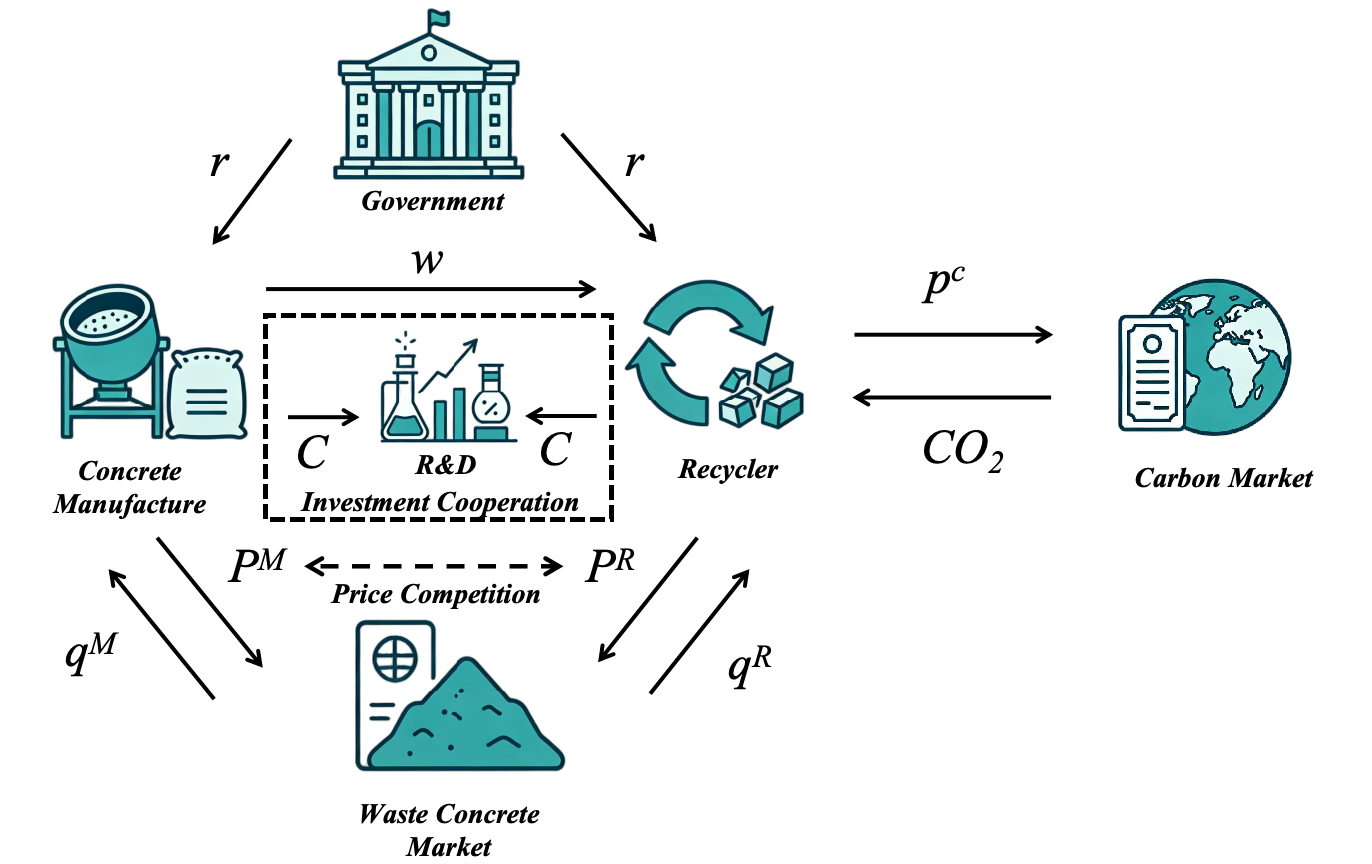 r
r
Government
w
p^c
C
C
R&D
Investment Cooperation
CO₂
Concrete
Manufacture
Recycler
Carbon Market
P^M
P^R
Price Competition
q^M
q^R
Waste Concrete
Market